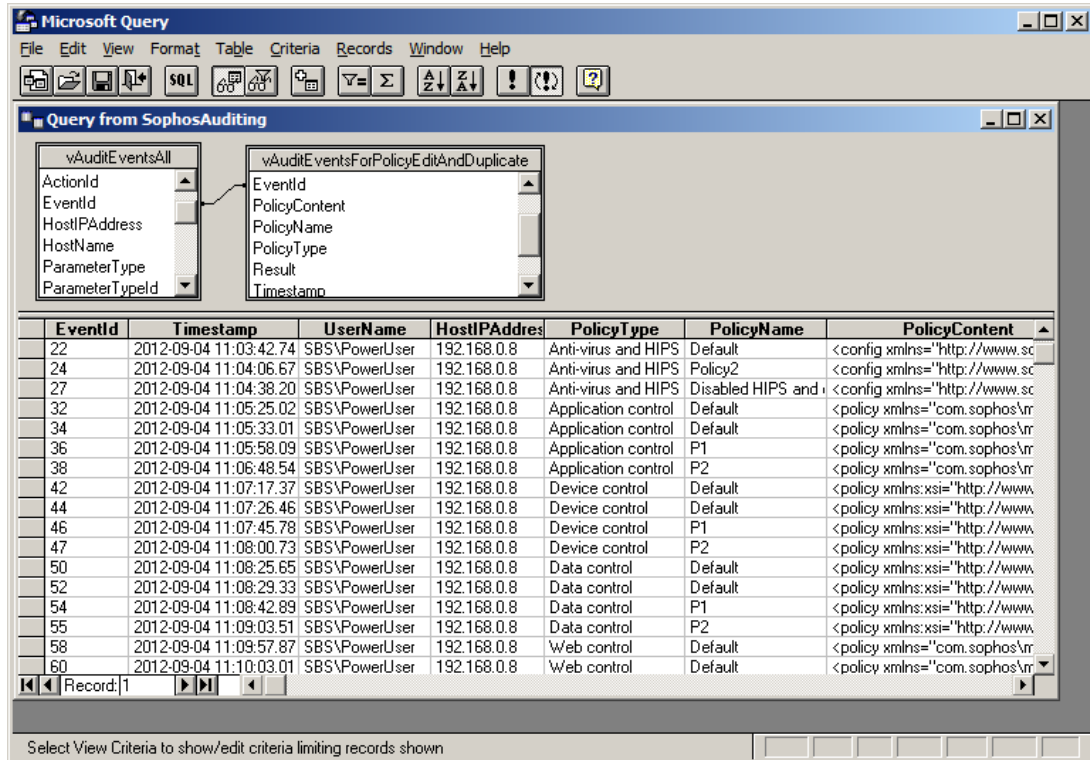 Microsoft Query
File Edit View Format Table Criteria Records Window Help
SQL
Query from SophosAuditing
vAuditEventsAll
ActionId
EventId
HostIPAddress
HostName
ParameterType
ParameterTypeId
vAuditEventsForPolicyEditAndDuplicate
EventId
PolicyContent
PolicyName
PolicyType
Result
Timestamp
EventId Timestamp UserName HostIPAddres PolicyType PolicyName PolicyContent
22 2012-09-04 11:03:42.74 SBS\PowerUser 192.168.0.8 Anti-virus and HIPS Default <config xmlns="http://www.so
24 2012-09-04 11:04:06.67 SBS\PowerUser 192.168.0.8 Anti-virus and HIPS Policy2 <config xmlns="http://www.so
27 2012-09-04 11:04:38.20 SBS\PowerUser 192.168.0.8 Anti-virus and HIPS Disabled HIPS and <config xmlns="http://www.so
32 2012-09-04 11:05:25.02 SBS\PowerUser 192.168.0.8 Application control Default <policy xmlns="com.sophos\m
34 2012-09-04 11:05:33.01 SBS\PowerUser 192.168.0.8 Application control Default <policy xmlns="com.sophos\m
36 2012-09-04 11:05:58.09 SBS\PowerUser 192.168.0.8 Application control P1 <policy xmlns="com.sophos\m
38 2012-09-04 11:06:48.54 SBS\PowerUser 192.168.0.8 Application control P2 <policy xmlns="com.sophos\m
42 2012-09-04 11:07:17.37 SBS\PowerUser 192.168.0.8 Device control Default <policy xmlns:xsi="http://www
44 2012-09-04 11:07:26.46 SBS\PowerUser 192.168.0.8 Device control Default <policy xmlns:xsi="http://www
46 2012-09-04 11:07:45.78 SBS\PowerUser 192.168.0.8 Device control P1 <policy xmlns:xsi="http://www
47 2012-09-04 11:08:00.73 SBS\PowerUser 192.168.0.8 Device control P2 <policy xmlns:xsi="http://www
50 2012-09-04 11:08:25.65 SBS\PowerUser 192.168.0.8 Data control Default <policy xmlns:xsi="http://www
52 2012-09-04 11:08:29.33 SBS\PowerUser 192.168.0.8 Data control Default <policy xmlns:xsi="http://www
54 2012-09-04 11:08:42.89 SBS\PowerUser 192.168.0.8 Data control P1 <policy xmlns:xsi="http://www
55 2012-09-04 11:09:03.51 SBS\PowerUser 192.168.0.8 Data control P2 <policy xmlns:xsi="http://www
58 2012-09-04 11:09:57.87 SBS\PowerUser 192.168.0.8 Web control Default <policy xmlns="com.sophos\m
60 2012-09-04 11:10:03.01 SBS\PowerUser 192.168.0.8 Web control Default <policy xmlns="com.sophos\m
Record: 1
Select View Criteria to show/edit criteria limiting records shown